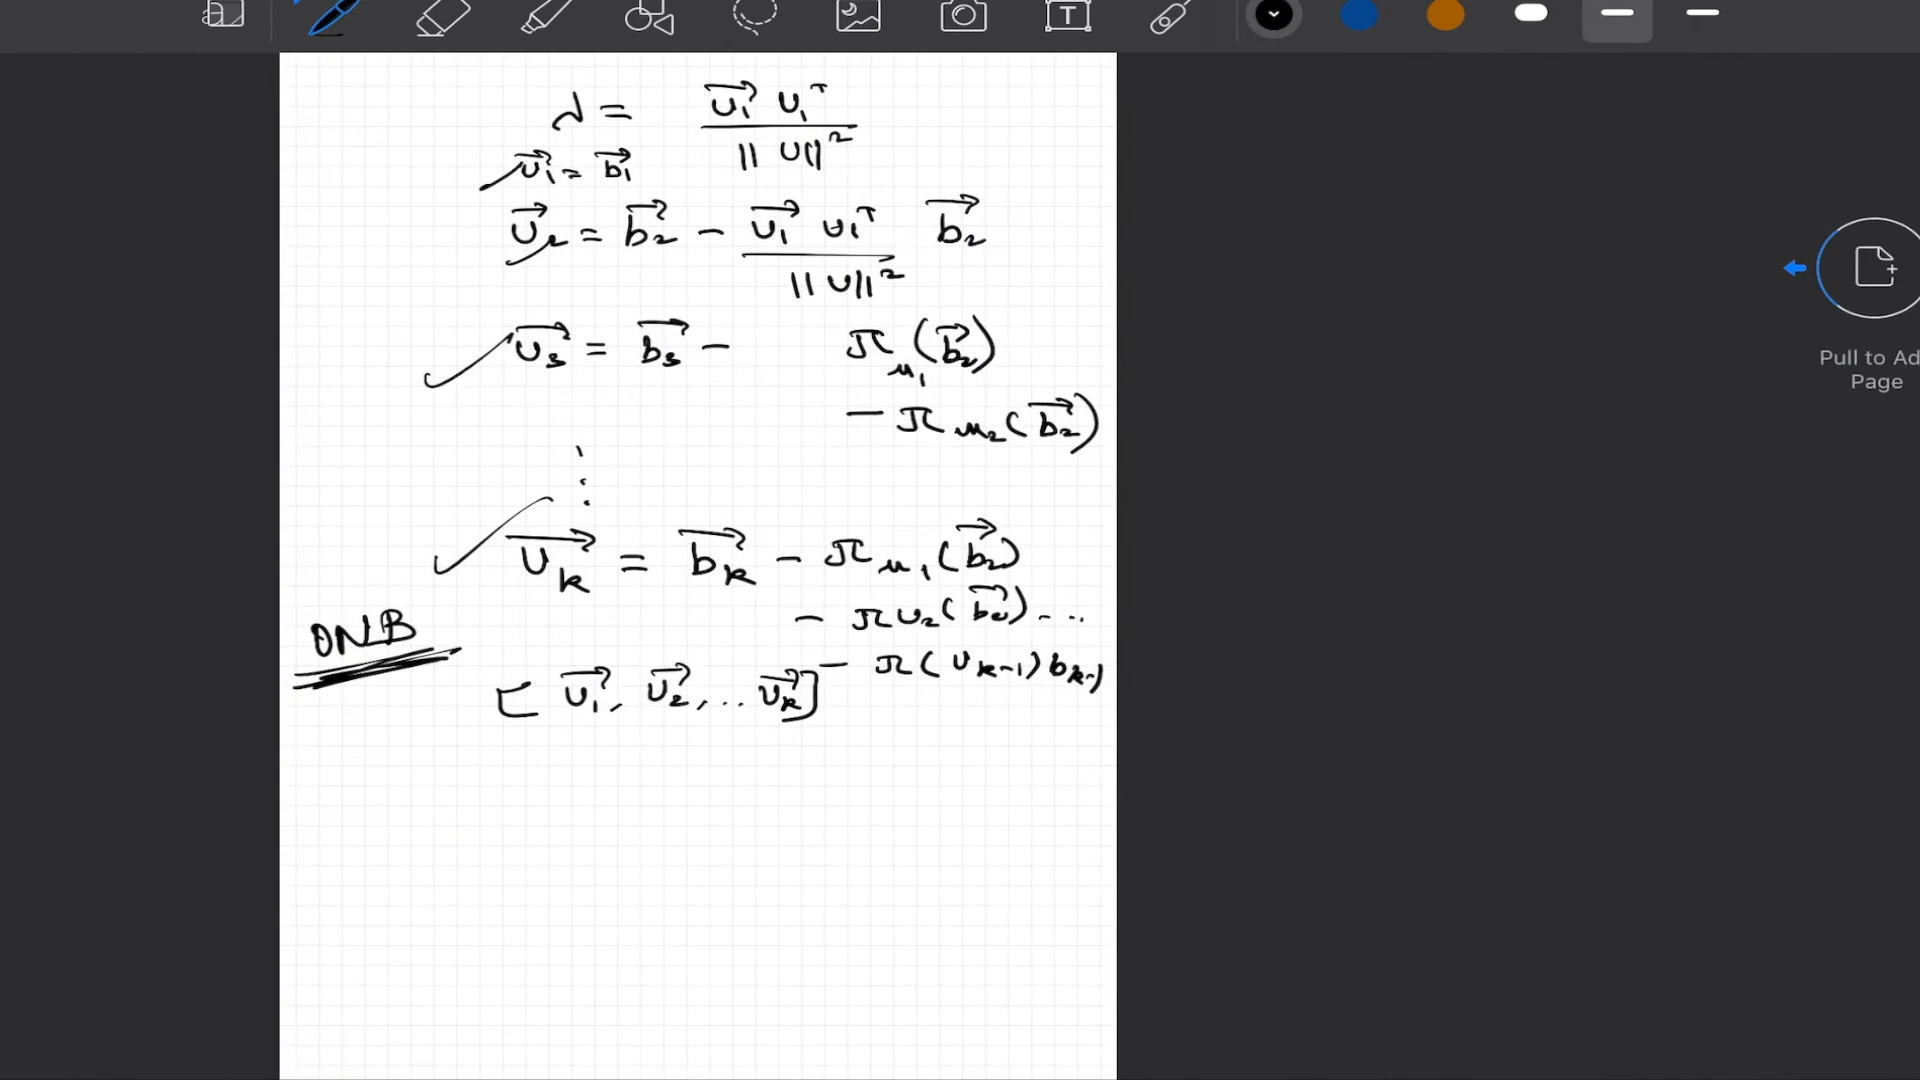 λ = u₁⃗ u₁ᵀ / ||u||²
u₁⃗ = b₁⃗
u₂⃗ = b₂⃗ − u₁⃗ u₁ᵀ / ||u||² b₂⃗
u₃⃗ = b₃⃗ − π_u₁(b₂⃗)
− π_u₂(b₂⃗)
⋮
u_k⃗ = b_k⃗ − π_u₁(b₂⃗)
− π u₂(b₂⃗) ...
− π(u_k−1) b_k−1)
ONB
[u₁⃗, u₂⃗, ... u_k⃗]
T
Pull to Ad
Page